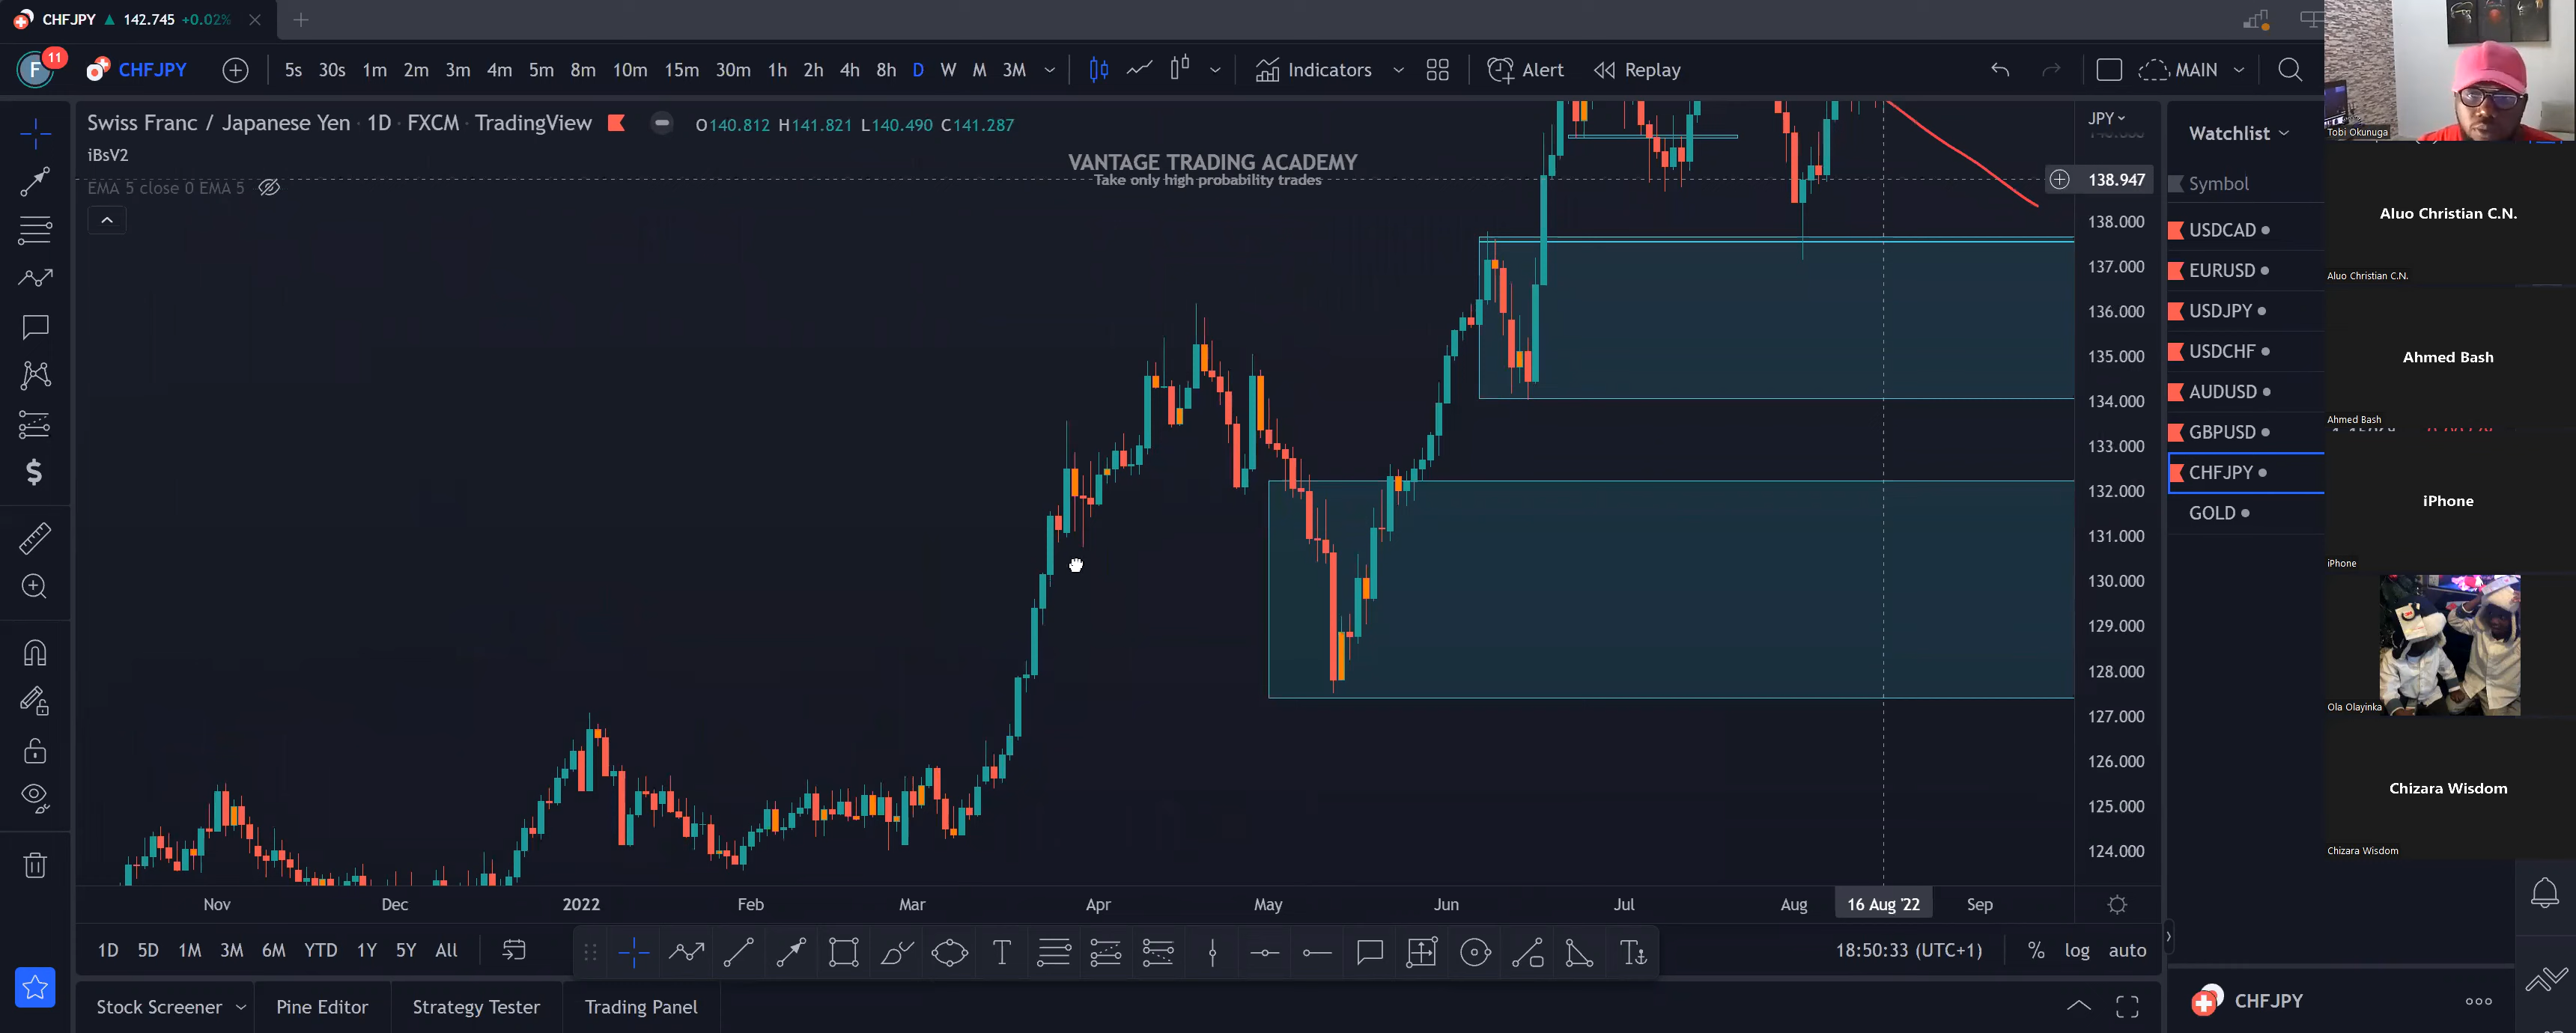 CHFJPY ▲ 142.745 +0.02%
F 11 CHFJPY 5s 30s 1m 2m 3m 4m 5m 8m 10m 15m 30m 1h 2h 4h 8h D W M 3M Indicators Alert Replay MAIN
Swiss Franc / Japanese Yen · 1D · FXCM · TradingView O140.812 H141.821 L140.490 C141.287
iBsV2
EMA 5 close 0 EMA 5
VANTAGE TRADING ACADEMY
Take only high probability trades
JPY
138.947
138.000
137.000
136.000
135.000
134.000
133.000
132.000
131.000
130.000
129.000
128.000
127.000
126.000
125.000
124.000
Nov Dec 2022 Feb Mar Apr May Jun Jul Aug 16 Aug '22 Sep
1D 5D 1M 3M 6M YTD 1Y 5Y All
18:50:33 (UTC+1) % log auto
Stock Screener Pine Editor Strategy Tester Trading Panel
Watchlist
Symbol
USDCAD
EURUSD
USDJPY
USDCHF
AUDUSD
GBPUSD
CHFJPY
GOLD
CHFJPY
Tobi Okunuga
Aluo Christian C.N.
Aluo Christian C.N.
Ahmed Bash
Ahmed Bash
iPhone
iPhone
Ola Olayinka
Chizara Wisdom
Chizara Wisdom